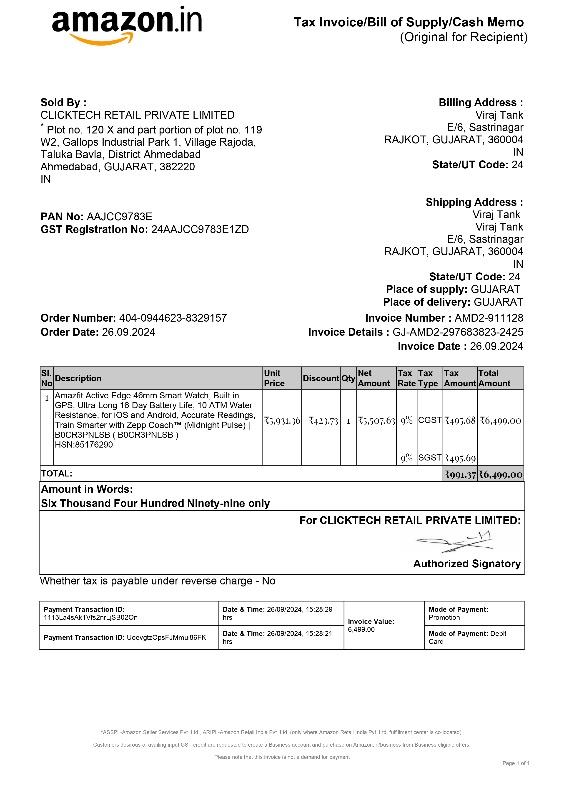 amazon.in
Tax Invoice/Bill of Supply/Cash Memo
(Original for Recipient)
Sold By :
CLICKTECH RETAIL PRIVATE LIMITED
* Plot no. 120 X and part portion of plot no. 119
W2, Gallops Industrial Park 1, Village Rajoda,
Taluka Bavla, District Ahmedabad
Ahmedabad, GUJARAT, 382220
IN
Billing Address :
Viraj Tank
E/6, Sastrinagar
RAJKOT, GUJARAT, 360004
IN
State/UT Code: 24
PAN No: AAJCC9783E
GST Registration No: 24AAJCC9783E1ZD
Shipping Address :
Viraj Tank
Viraj Tank
E/6, Sastrinagar
RAJKOT, GUJARAT, 360004
IN
State/UT Code: 24
Place of supply: GUJARAT
Place of delivery: GUJARAT
Order Number: 404-0944623-8329157
Order Date: 26.09.2024
Invoice Number : AMD2-911128
Invoice Details : GJ-AMD2-297683823-2425
Invoice Date : 26.09.2024
Sl. No Description Unit Price Discount Qty Net Amount Tax Rate Tax Type Tax Amount Total Amount
1 Amazfit Active Edge 46mm Smart Watch, Built in
GPS, Ultra Long 16 Day Battery Life, 10 ATM Water
Resistance, for iOS and Android, Accurate Readings,
Train Smarter with Zepp Coach™ (Midnight Pulse) |
B0CR3PNLSB ( B0CR3PNLSB )
HSN:85176290
₹5,931.36 ₹423.73 1 ₹5,507.63 9% CGST ₹495.68 ₹6,499.00
9% SGST ₹495.69
TOTAL: ₹991.37 ₹6,499.00
Amount in Words:
Six Thousand Four Hundred Ninety-nine only
For CLICKTECH RETAIL PRIVATE LIMITED:
Authorized Signatory
Whether tax is payable under reverse charge - No
Payment Transaction ID:
Date & Time: 26/09/2024, 15:28:29
hrs
Invoice Value:
6,499.00
Mode of Payment:
Promotion
Payment Transaction ID:
Date & Time: 26/09/2024, 15:28:21
hrs
Mode of Payment: Debit
Card
Please note that this invoice is not a demand for payment
Page 1 of 1